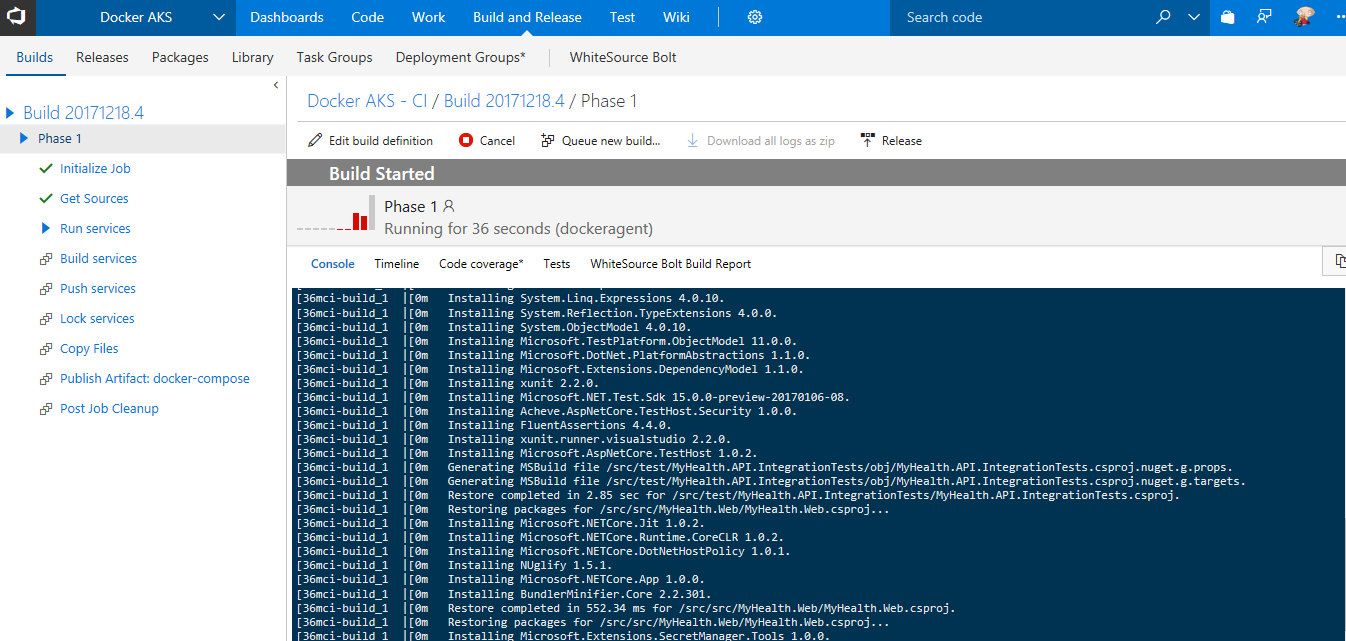 Docker AKS
Dashboards Code Work Build and Release Test Wiki
Search code
Builds Releases Packages Library Task Groups Deployment Groups* WhiteSource Bolt
Build 20171218.4
Phase 1
Initialize Job
Get Sources
Run services
Build services
Push services
Lock services
Copy Files
Publish Artifact: docker-compose
Post Job Cleanup
Docker AKS - CI / Build 20171218.4 / Phase 1
Edit build definition Cancel Queue new build... Download all logs as zip Release
Build Started
Phase 1
Running for 36 seconds (dockeragent)
Console Timeline Code coverage* Tests WhiteSource Bolt Build Report
[36mci-build_1 |[0m Installing System.Linq.Expressions 4.0.10.
[36mci-build_1 |[0m Installing System.Reflection.TypeExtensions 4.0.0.
[36mci-build_1 |[0m Installing System.ObjectModel 4.0.10.
[36mci-build_1 |[0m Installing Microsoft.TestPlatform.ObjectModel 11.0.0.
[36mci-build_1 |[0m Installing Microsoft.DotNet.PlatformAbstractions 1.1.0.
[36mci-build_1 |[0m Installing Microsoft.Extensions.DependencyModel 1.1.0.
[36mci-build_1 |[0m Installing xunit 2.2.0.
[36mci-build_1 |[0m Installing Microsoft.NET.Test.Sdk 15.0.0-preview-20170106-08.
[36mci-build_1 |[0m Installing Acheve.AspNetCore.TestHost.Security 1.0.0.
[36mci-build_1 |[0m Installing FluentAssertions 4.4.0.
[36mci-build_1 |[0m Installing xunit.runner.visualstudio 2.2.0.
[36mci-build_1 |[0m Installing Microsoft.AspNetCore.TestHost 1.0.2.
[36mci-build_1 |[0m Generating MSBuild file /src/test/MyHealth.API.IntegrationTests/obj/MyHealth.API.IntegrationTests.csproj.nuget.g.props.
[36mci-build_1 |[0m Generating MSBuild file /src/test/MyHealth.API.IntegrationTests/obj/MyHealth.API.IntegrationTests.csproj.nuget.g.targets.
[36mci-build_1 |[0m Restore completed in 2.85 sec for /src/test/MyHealth.API.IntegrationTests/MyHealth.API.IntegrationTests.csproj.
[36mci-build_1 |[0m Restoring packages for /src/src/MyHealth.Web/MyHealth.Web.csproj...
[36mci-build_1 |[0m Installing Microsoft.NETCore.Jit 1.0.2.
[36mci-build_1 |[0m Installing Microsoft.NETCore.Runtime.CoreCLR 1.0.2.
[36mci-build_1 |[0m Installing Microsoft.NETCore.DotNetHostPolicy 1.0.1.
[36mci-build_1 |[0m Installing NUglify 1.5.1.
[36mci-build_1 |[0m Installing Microsoft.NETCore.App 1.0.0.
[36mci-build_1 |[0m Installing BundlerMinifier.Core 2.2.301.
[36mci-build_1 |[0m Restore completed in 552.34 ms for /src/src/MyHealth.Web/MyHealth.Web.csproj.
[36mci-build_1 |[0m Restoring packages for /src/src/MyHealth.Web/MyHealth.Web.csproj...
[36mci-build_1 |[0m Installing Microsoft.Extensions.SecretManager.Tools 1.0.0.